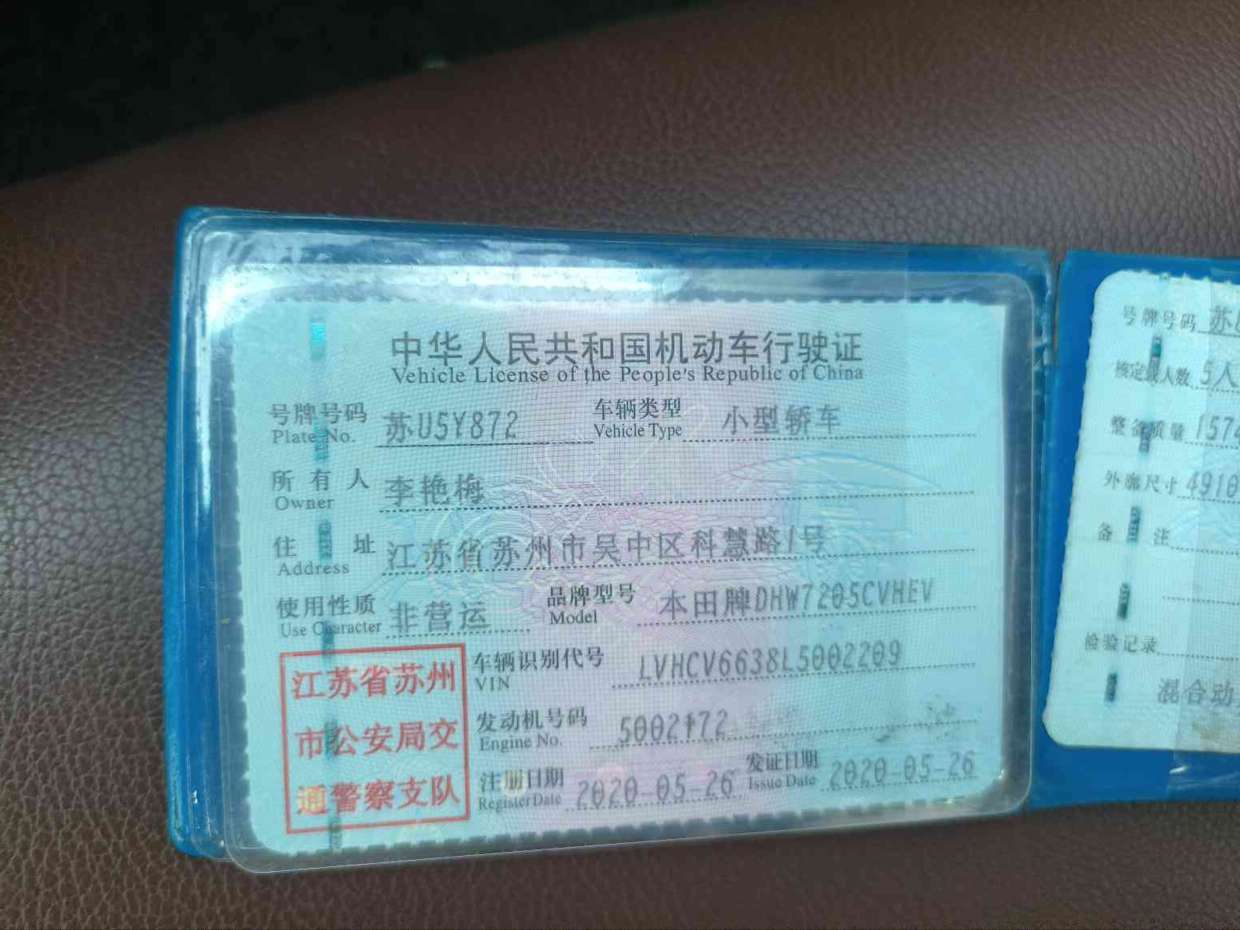 中华人民共和国机动车行驶证
Vehicle License of the People's Republic of China
号牌号码 苏U5Y872 车辆类型 小型轿车
Plate No. Vehicle Type
所有人 李艳梅
Owner
住址 江苏省苏州市吴中区科慧路1号
Address
使用性质 非营运 品牌型号 本田牌DHW7205CVHEV
Use Character Model
江苏省苏州
市公安局交
通警察支队
车辆识别代号 LVHCV6638L5002209
VIN
发动机号码 5002172
Engine No.
注册日期 2020-05-26 发证日期 2020-05-26
Register Date Issue Date
号牌号码 苏U
核定载人数 5人
整备质量 1574
外廓尺寸 4910
备注
检验记录
混合动